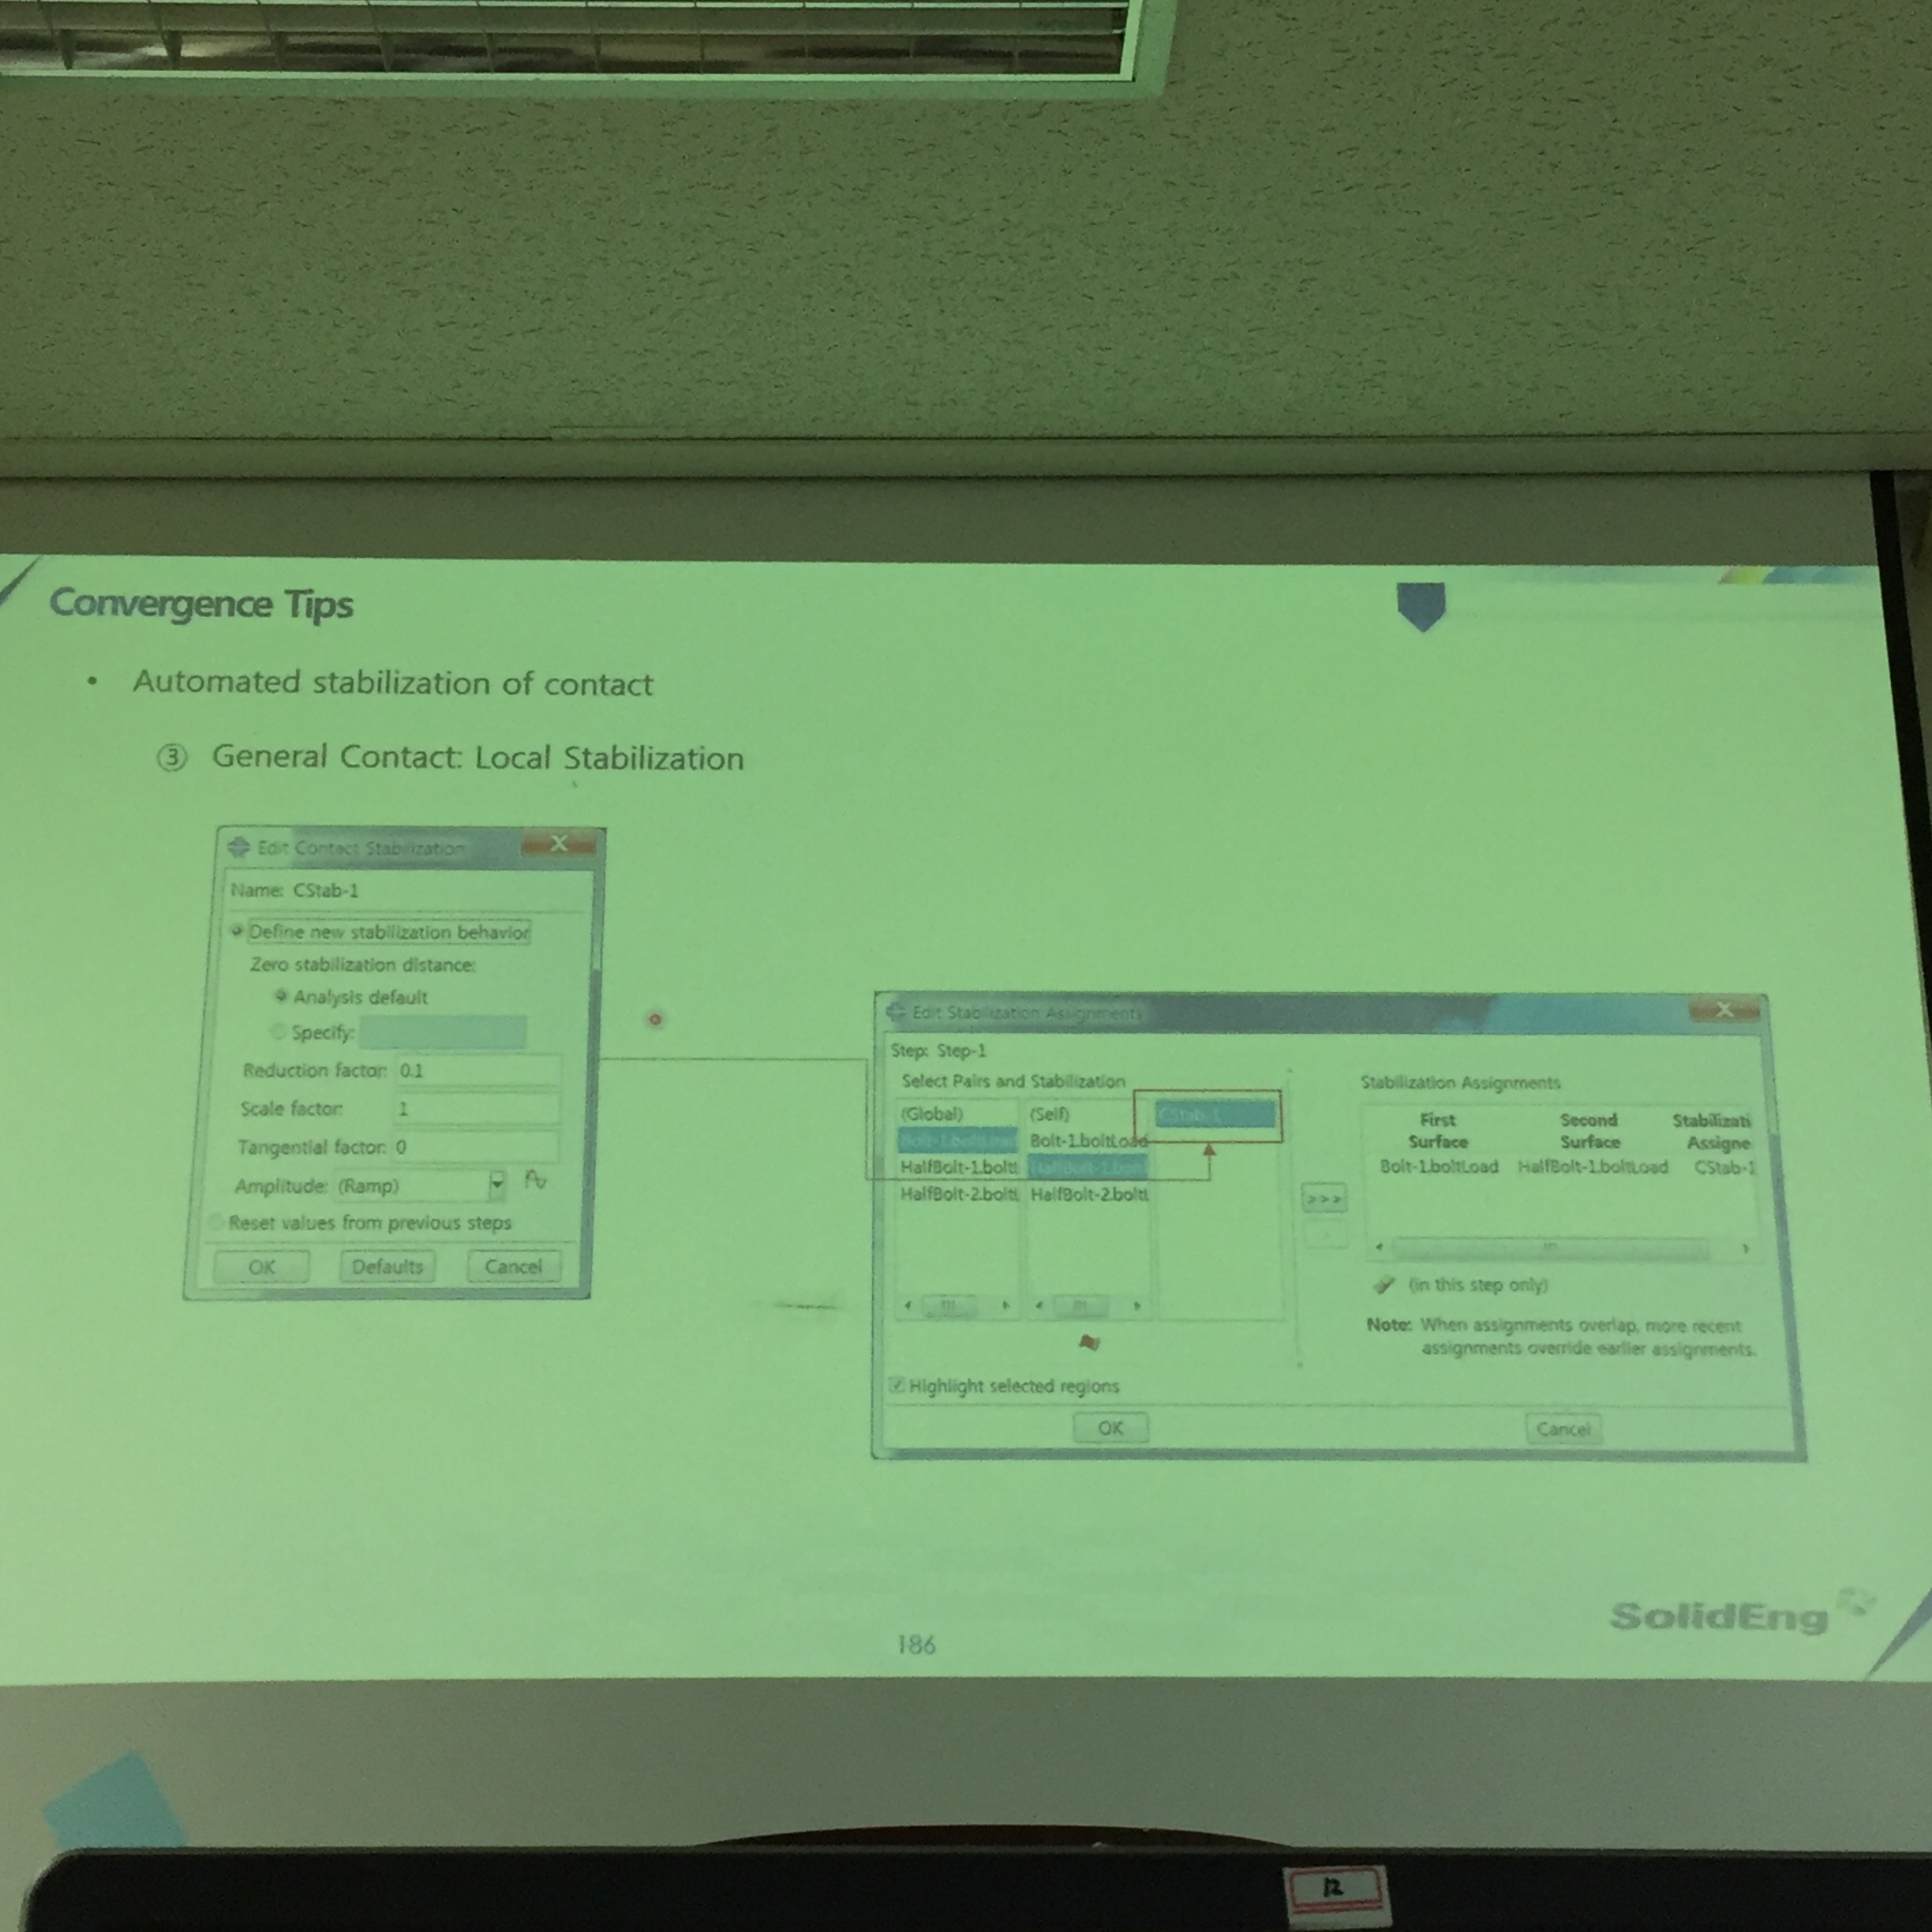 Convergence Tips
• Automated stabilization of contact
③ General Contact: Local Stabilization
Edit Contact Stabilization
X
Name: CStab-1
Define new stabilization behavior
Zero stabilization distance:
Analysis default
Specify:
Reduction factor: 0.1
Scale factor: 1
Tangential factor: 0
Amplitude: (Ramp)
Reset values from previous steps
OK Defaults Cancel
Edit Stabilization Assignments
X
Step: Step-1
Select Pairs and Stabilization
(Global) (Self) CStab-1
Bolt-1.boltLoad Bolt-1.boltLoad
HalfBolt-1.boltl HalfBolt-1.boltl
HalfBolt-2.boltl HalfBolt-2.boltl
>>>
Stabilization Assignments
First Second Stabilizati
Surface Surface Assigne
Bolt-1.boltLoad HalfBolt-1.boltLoad CStab-1
(in this step only)
Note: When assignments overlap, more recent
assignments override earlier assignments.
Highlight selected regions
OK Cancel
SolidEng
186
12